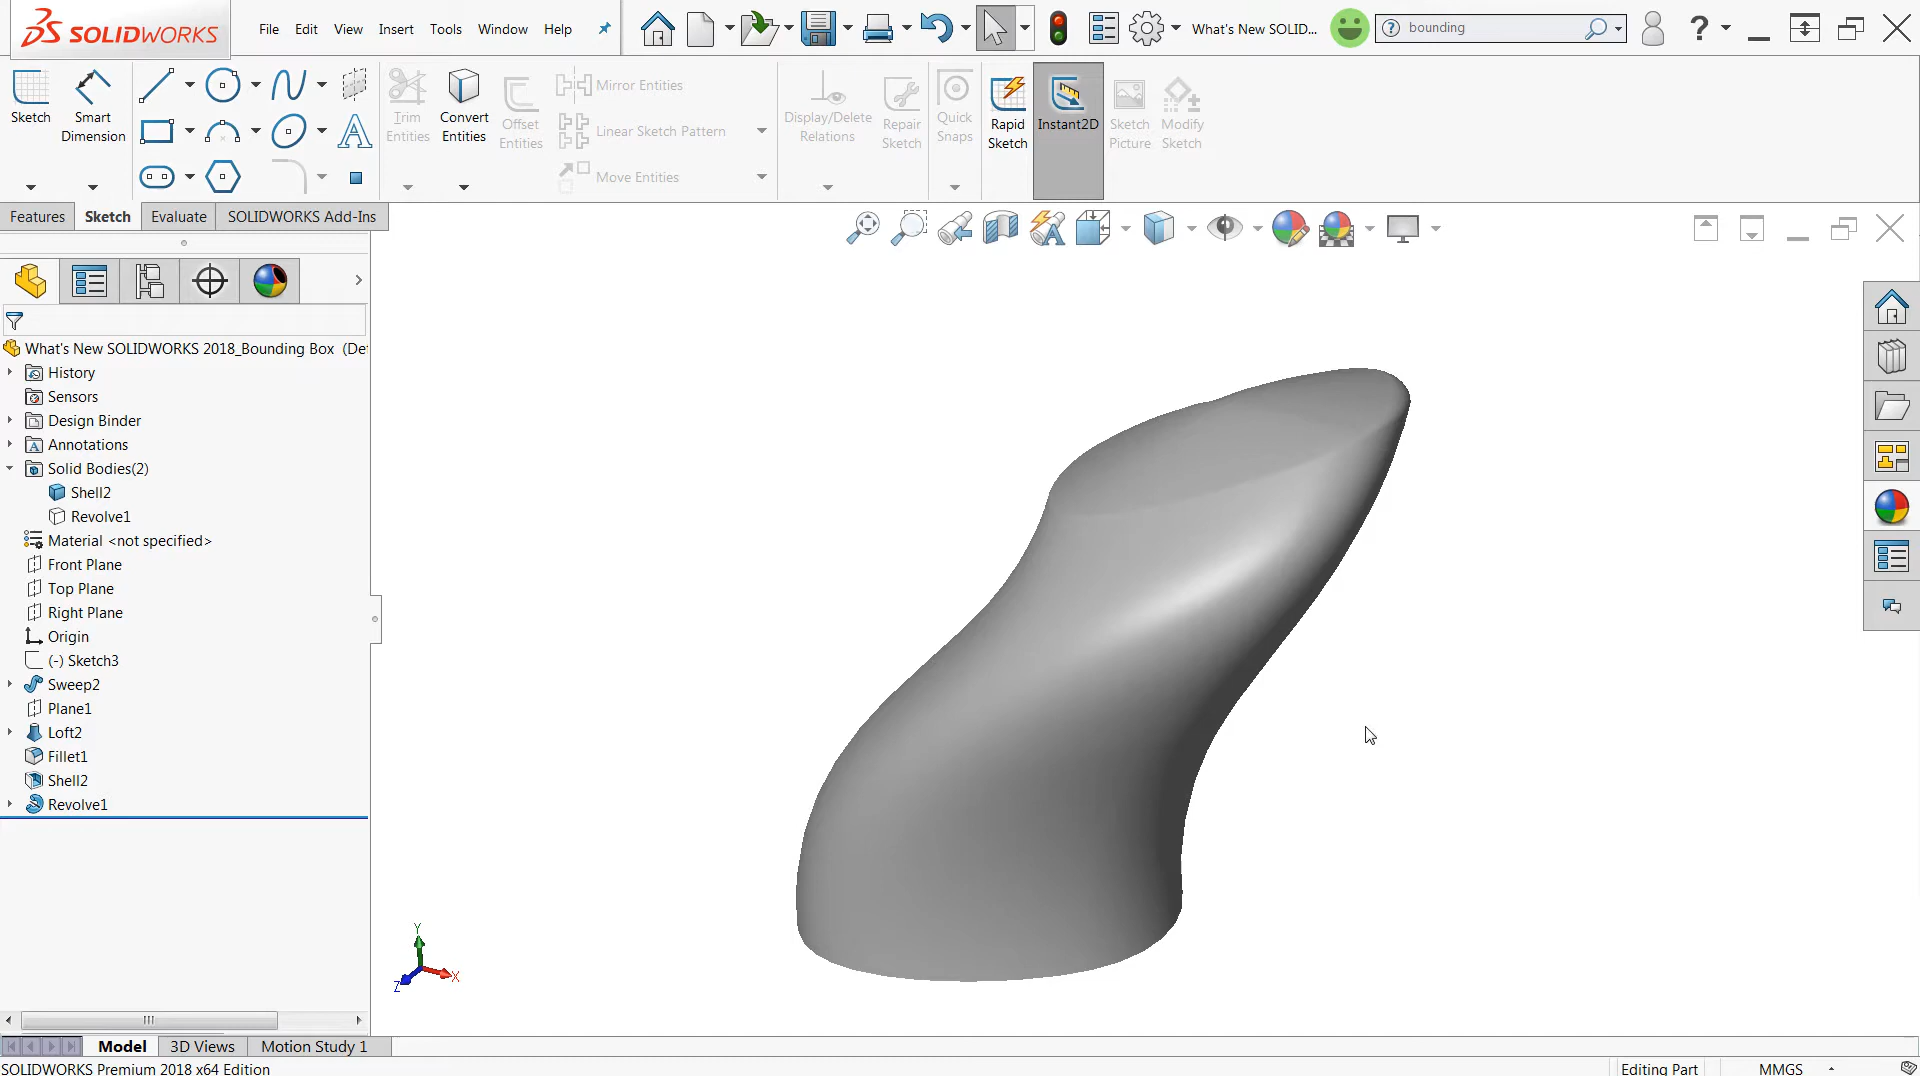 SOLIDWORKS
File Edit View Insert Tools Window Help
What's New SOLID...
bounding
Sketch
Smart Dimension
Trim Entities
Convert Entities
Offset Entities
Mirror Entities
Linear Sketch Pattern
Move Entities
Display/Delete Relations
Repair Sketch
Quick Snaps
Rapid Sketch
Instant2D
Sketch Picture
Modify Sketch
Features Sketch Evaluate SOLIDWORKS Add-Ins
What's New SOLIDWORKS 2018_Bounding Box (De
History
Sensors
Design Binder
Annotations
Solid Bodies(2)
Shell2
Revolve1
Material <not specified>
Front Plane
Top Plane
Right Plane
Origin
(-) Sketch3
Sweep2
Plane1
Loft2
Fillet1
Shell2
Revolve1
Y
X
Z
Model 3D Views Motion Study 1
SOLIDWORKS Premium 2018 x64 Edition
Editing Part
MMGS